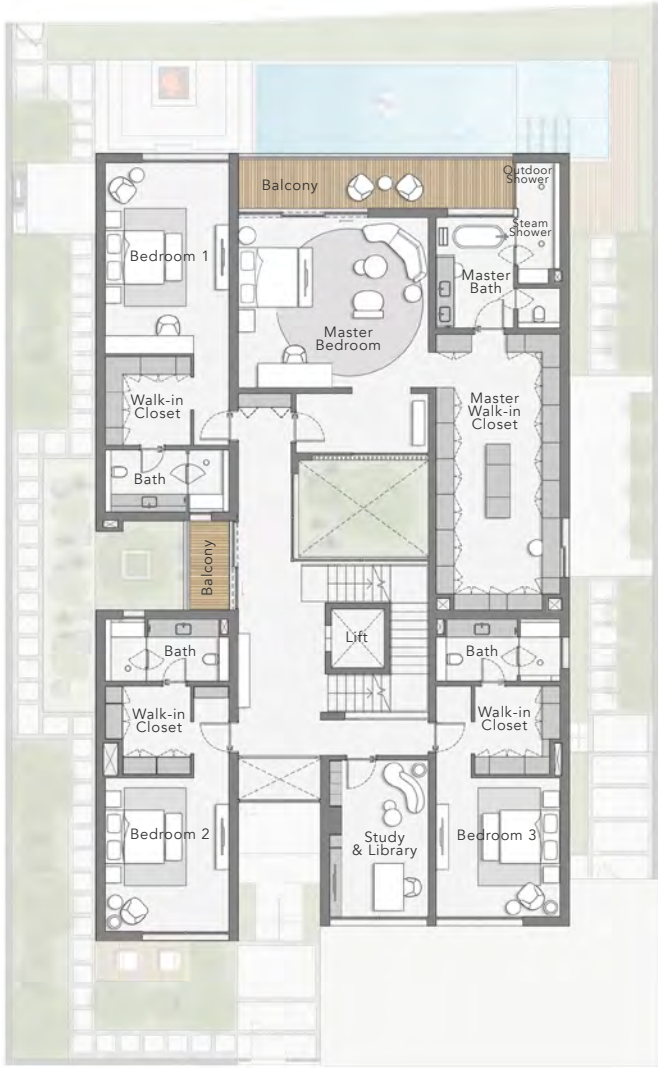 Balcony
Outdoor
Shower
Steam
Shower
Bedroom 1
Master
Bath
Master
Bedroom
Walk-in
Closet
Master
Walk-in
Closet
Bath
Balcony
Lift
Bath
Bath
Walk-in
Closet
Walk-in
Closet
Bedroom 2
Study
& Library
Bedroom 3